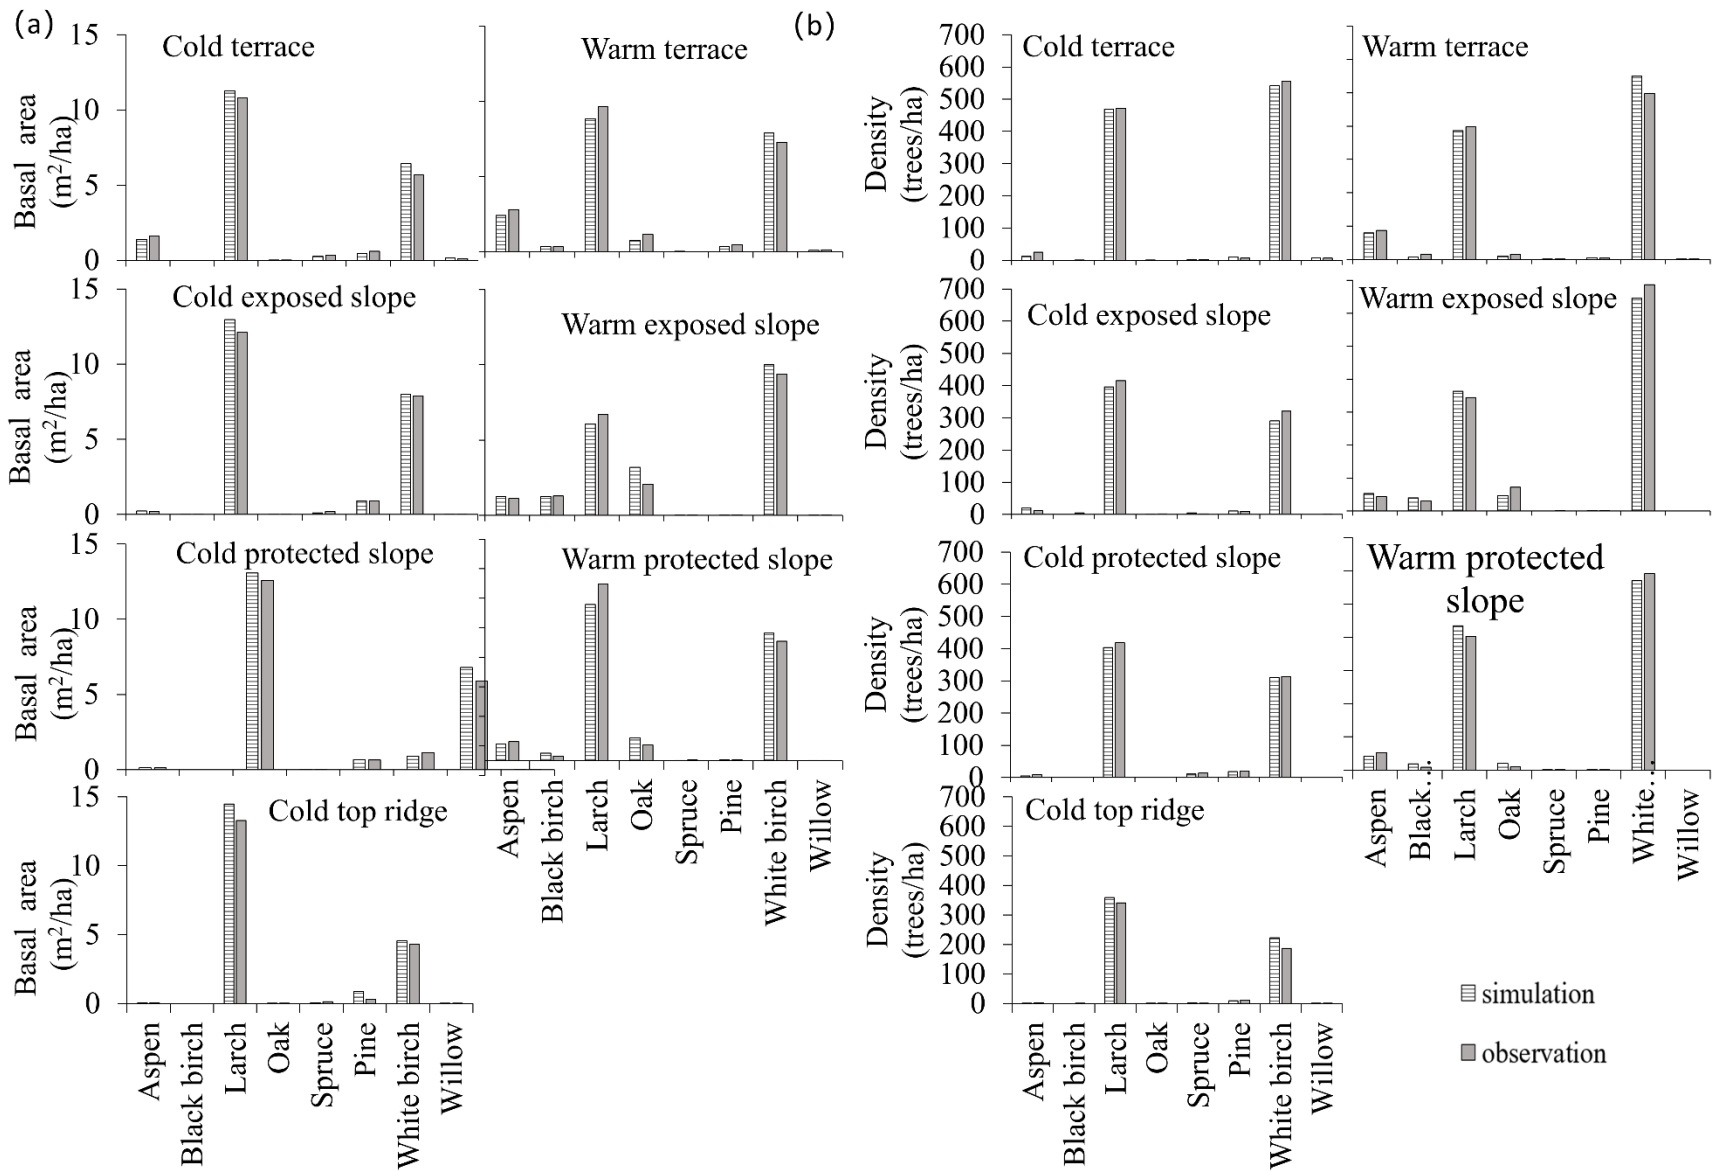 (a)
15
10
5
0
Basal area
(m²/ha)
Cold terrace
Warm terrace
15
10
5
0
Basal area
(m²/ha)
Cold exposed slope
Warm exposed slope
15
10
5
0
Basal area
(m²/ha)
Cold protected slope
Warm protected slope
Aspen
Black birch
Larch
Oak
Spruce
Pine
White birch
Willow
15
10
5
0
Basal area
(m²/ha)
Cold top ridge
Aspen
Black birch
Larch
Oak
Spruce
Pine
White birch
Willow
(b)
700
600
500
400
300
200
100
0
Density
(trees/ha)
Cold terrace
Warm terrace
700
600
500
400
300
200
100
0
Density
(trees/ha)
Cold exposed slope
Warm exposed slope
700
600
500
400
300
200
100
0
Density
(trees/ha)
Cold protected slope
Warm protected
slope
Aspen
Black…
Larch
Oak
Spruce
Pine
White…
Willow
700
600
500
400
300
200
100
0
Density
(trees/ha)
Cold top ridge
Aspen
Black birch
Larch
Oak
Spruce
Pine
White birch
Willow
simulation
observation